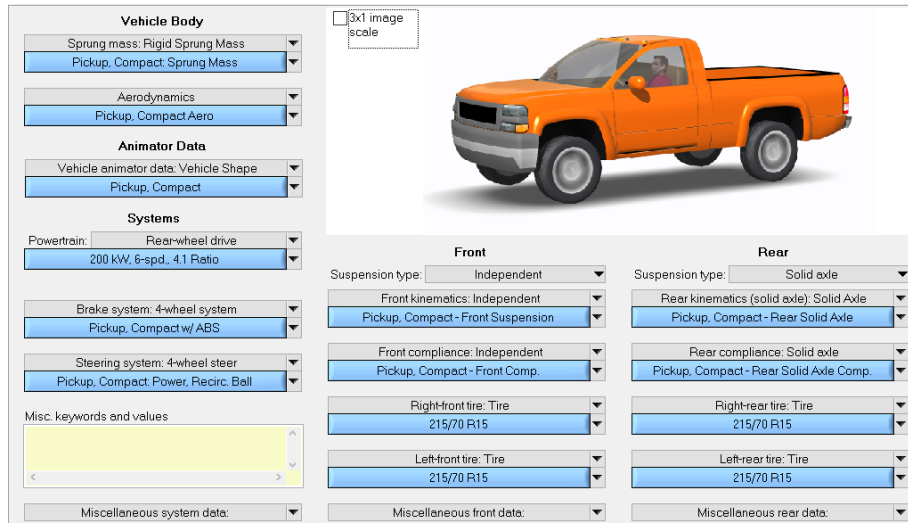 Vehicle Body
Sprung mass: Rigid Sprung Mass
Pickup, Compact: Sprung Mass
Aerodynamics
Pickup, Compact Aero
Animator Data
Vehicle animator data: Vehicle Shape
Pickup, Compact
Systems
Powertrain: Rear-wheel drive
200 kW, 6-spd., 4.1 Ratio
Brake system: 4-wheel system
Pickup, Compact w/ ABS
Steering system: 4-wheel steer
Pickup, Compact: Power, Recirc. Ball
Misc. keywords and values
Miscellaneous system data:
3x1 image
scale
Front
Suspension type: Independent
Front kinematics: Independent
Pickup, Compact - Front Suspension
Front compliance: Independent
Pickup, Compact - Front Comp.
Right-front tire: Tire
215/70 R15
Left-front tire: Tire
215/70 R15
Miscellaneous front data:
Rear
Suspension type: Solid axle
Rear kinematics (solid axle): Solid Axle
Pickup, Compact - Rear Solid Axle
Rear compliance: Solid axle
Pickup, Compact - Rear Solid Axle Comp.
Right-rear tire: Tire
215/70 R15
Left-rear tire: Tire
215/70 R15
Miscellaneous rear data: